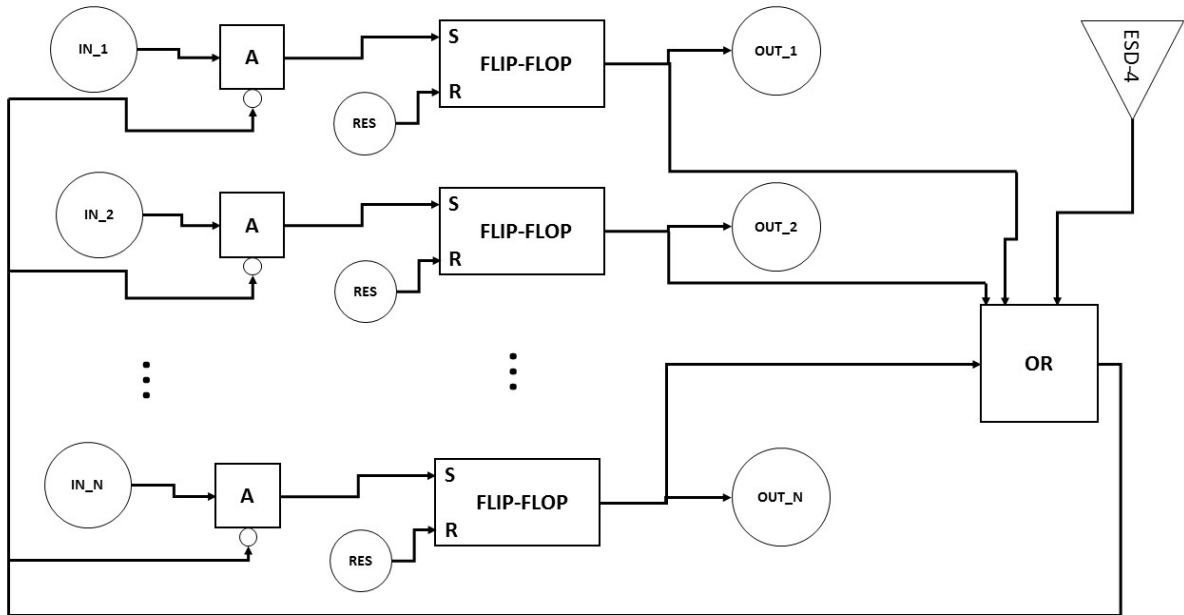 IN_1
A
S
FLIP-FLOP
R
RES
OUT_1
ESD-4
IN_2
A
S
FLIP-FLOP
R
RES
OUT_2
OR
IN_N
A
S
FLIP-FLOP
R
RES
OUT_N